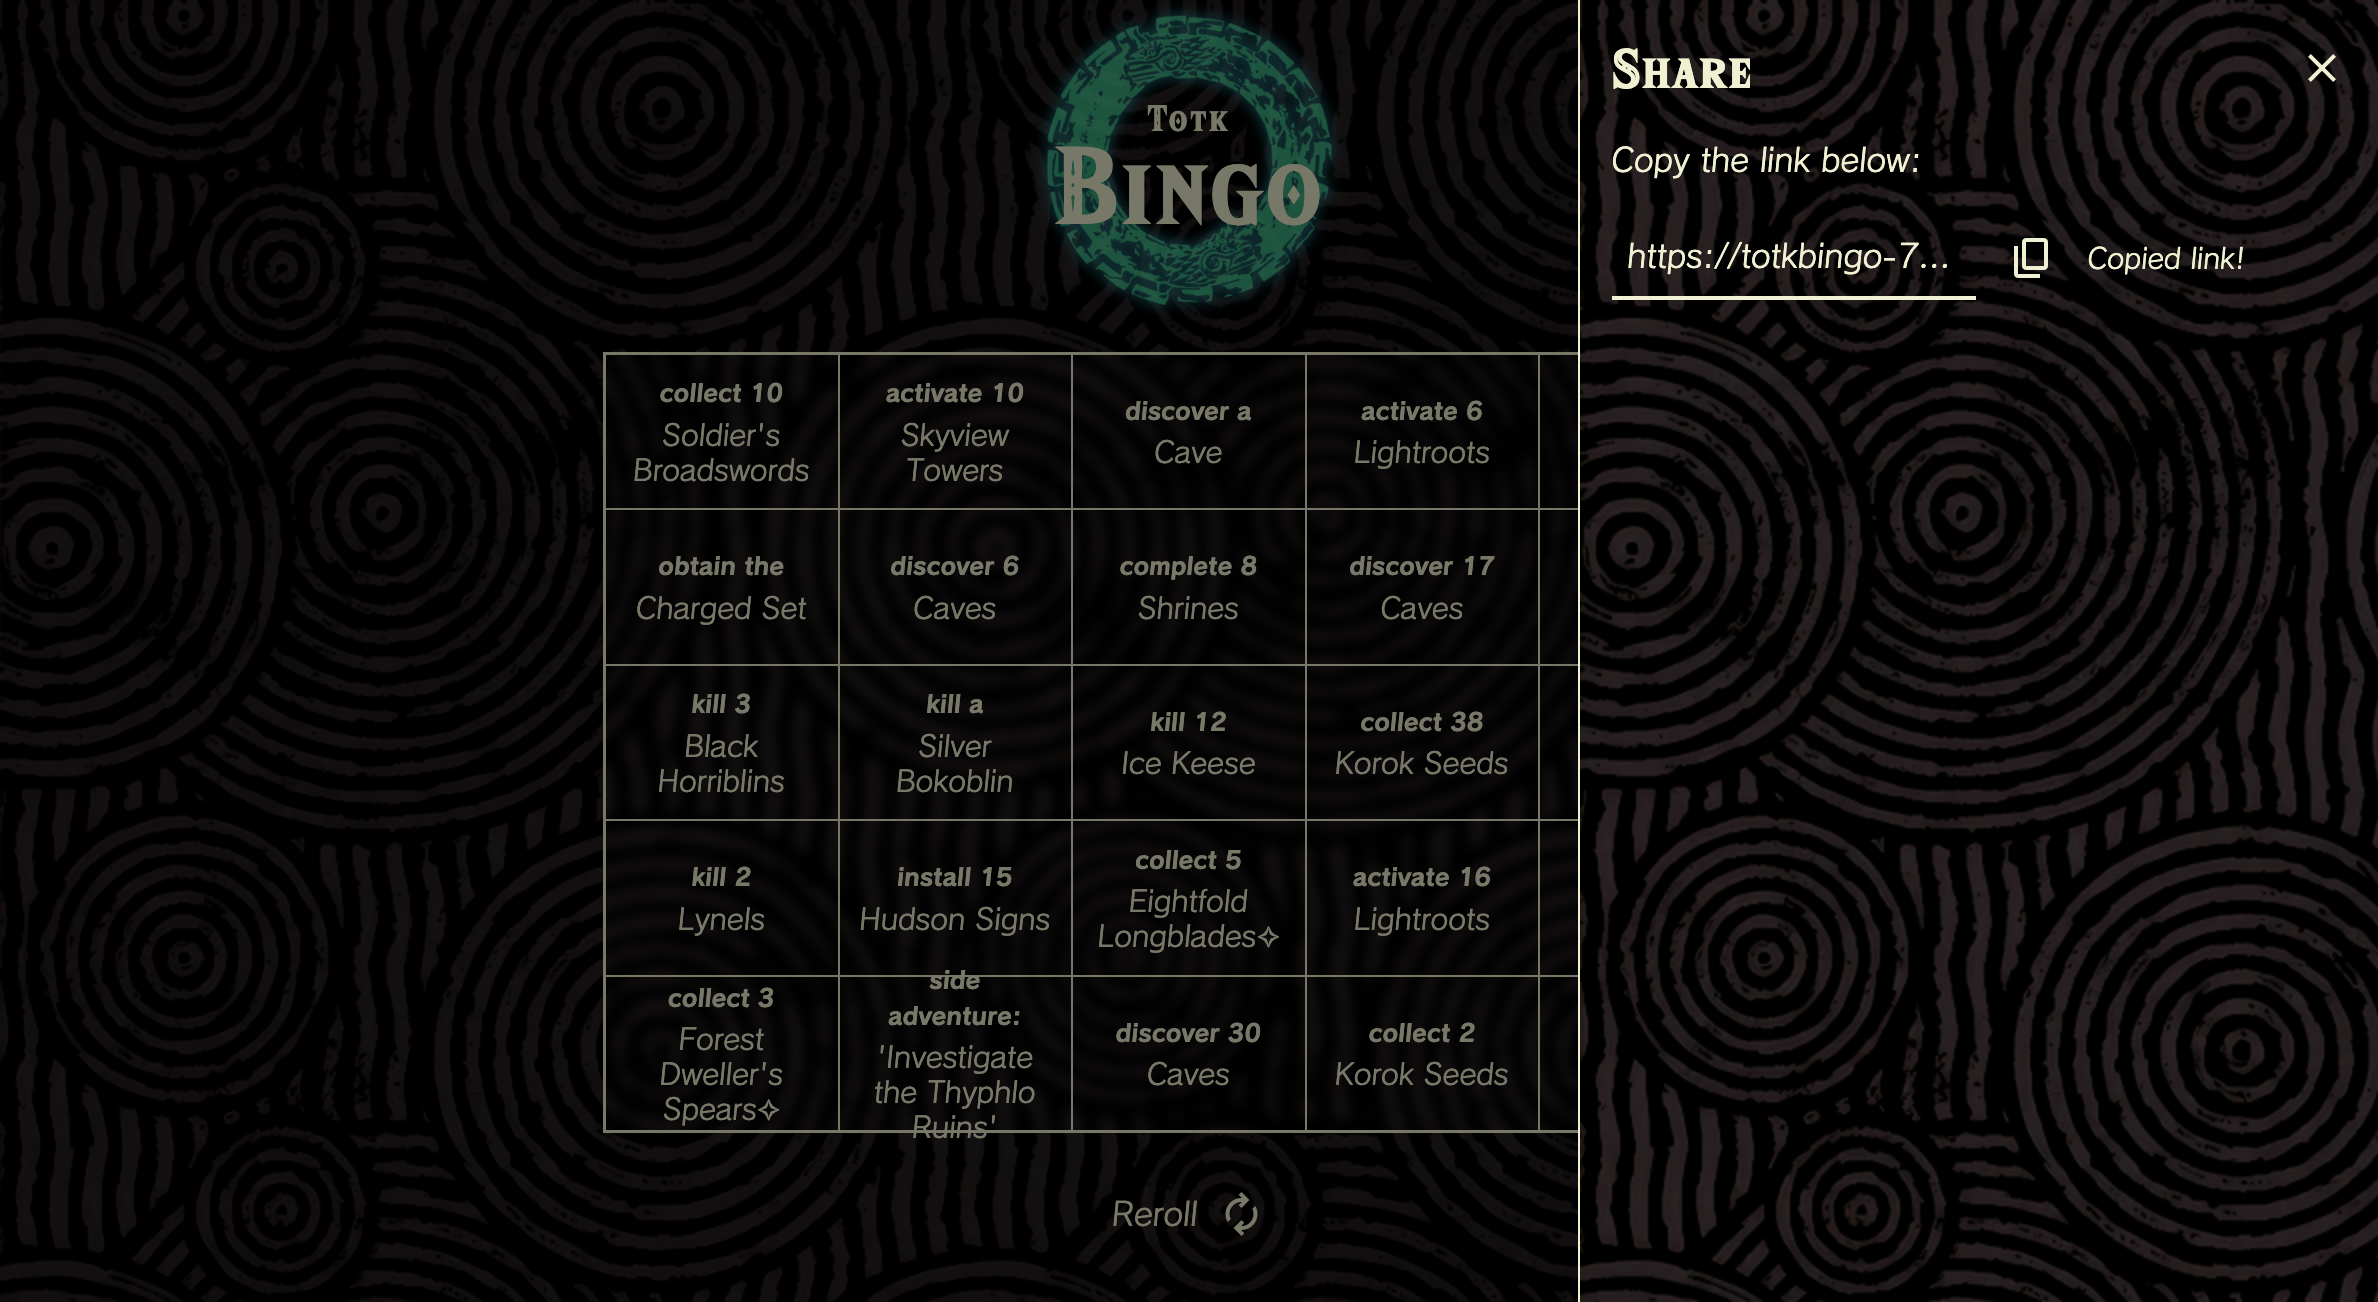 Totk
Bingo
collect 10
Soldier's
Broadswords
activate 10
Skyview
Towers
discover a
Cave
activate 6
Lightroots
obtain the
Charged Set
discover 6
Caves
complete 8
Shrines
discover 17
Caves
kill 3
Black
Horriblins
kill a
Silver
Bokoblin
kill 12
Ice Keese
collect 38
Korok Seeds
kill 2
Lynels
install 15
Hudson Signs
collect 5
Eightfold
Longblades✧
activate 16
Lightroots
collect 3
Forest
Dweller's
Spears✧
side
adventure:
'Investigate
the Thyphlo
Ruins'
discover 30
Caves
collect 2
Korok Seeds
Reroll
Share
Copy the link below:
https://totkbingo-7...
Copied link!